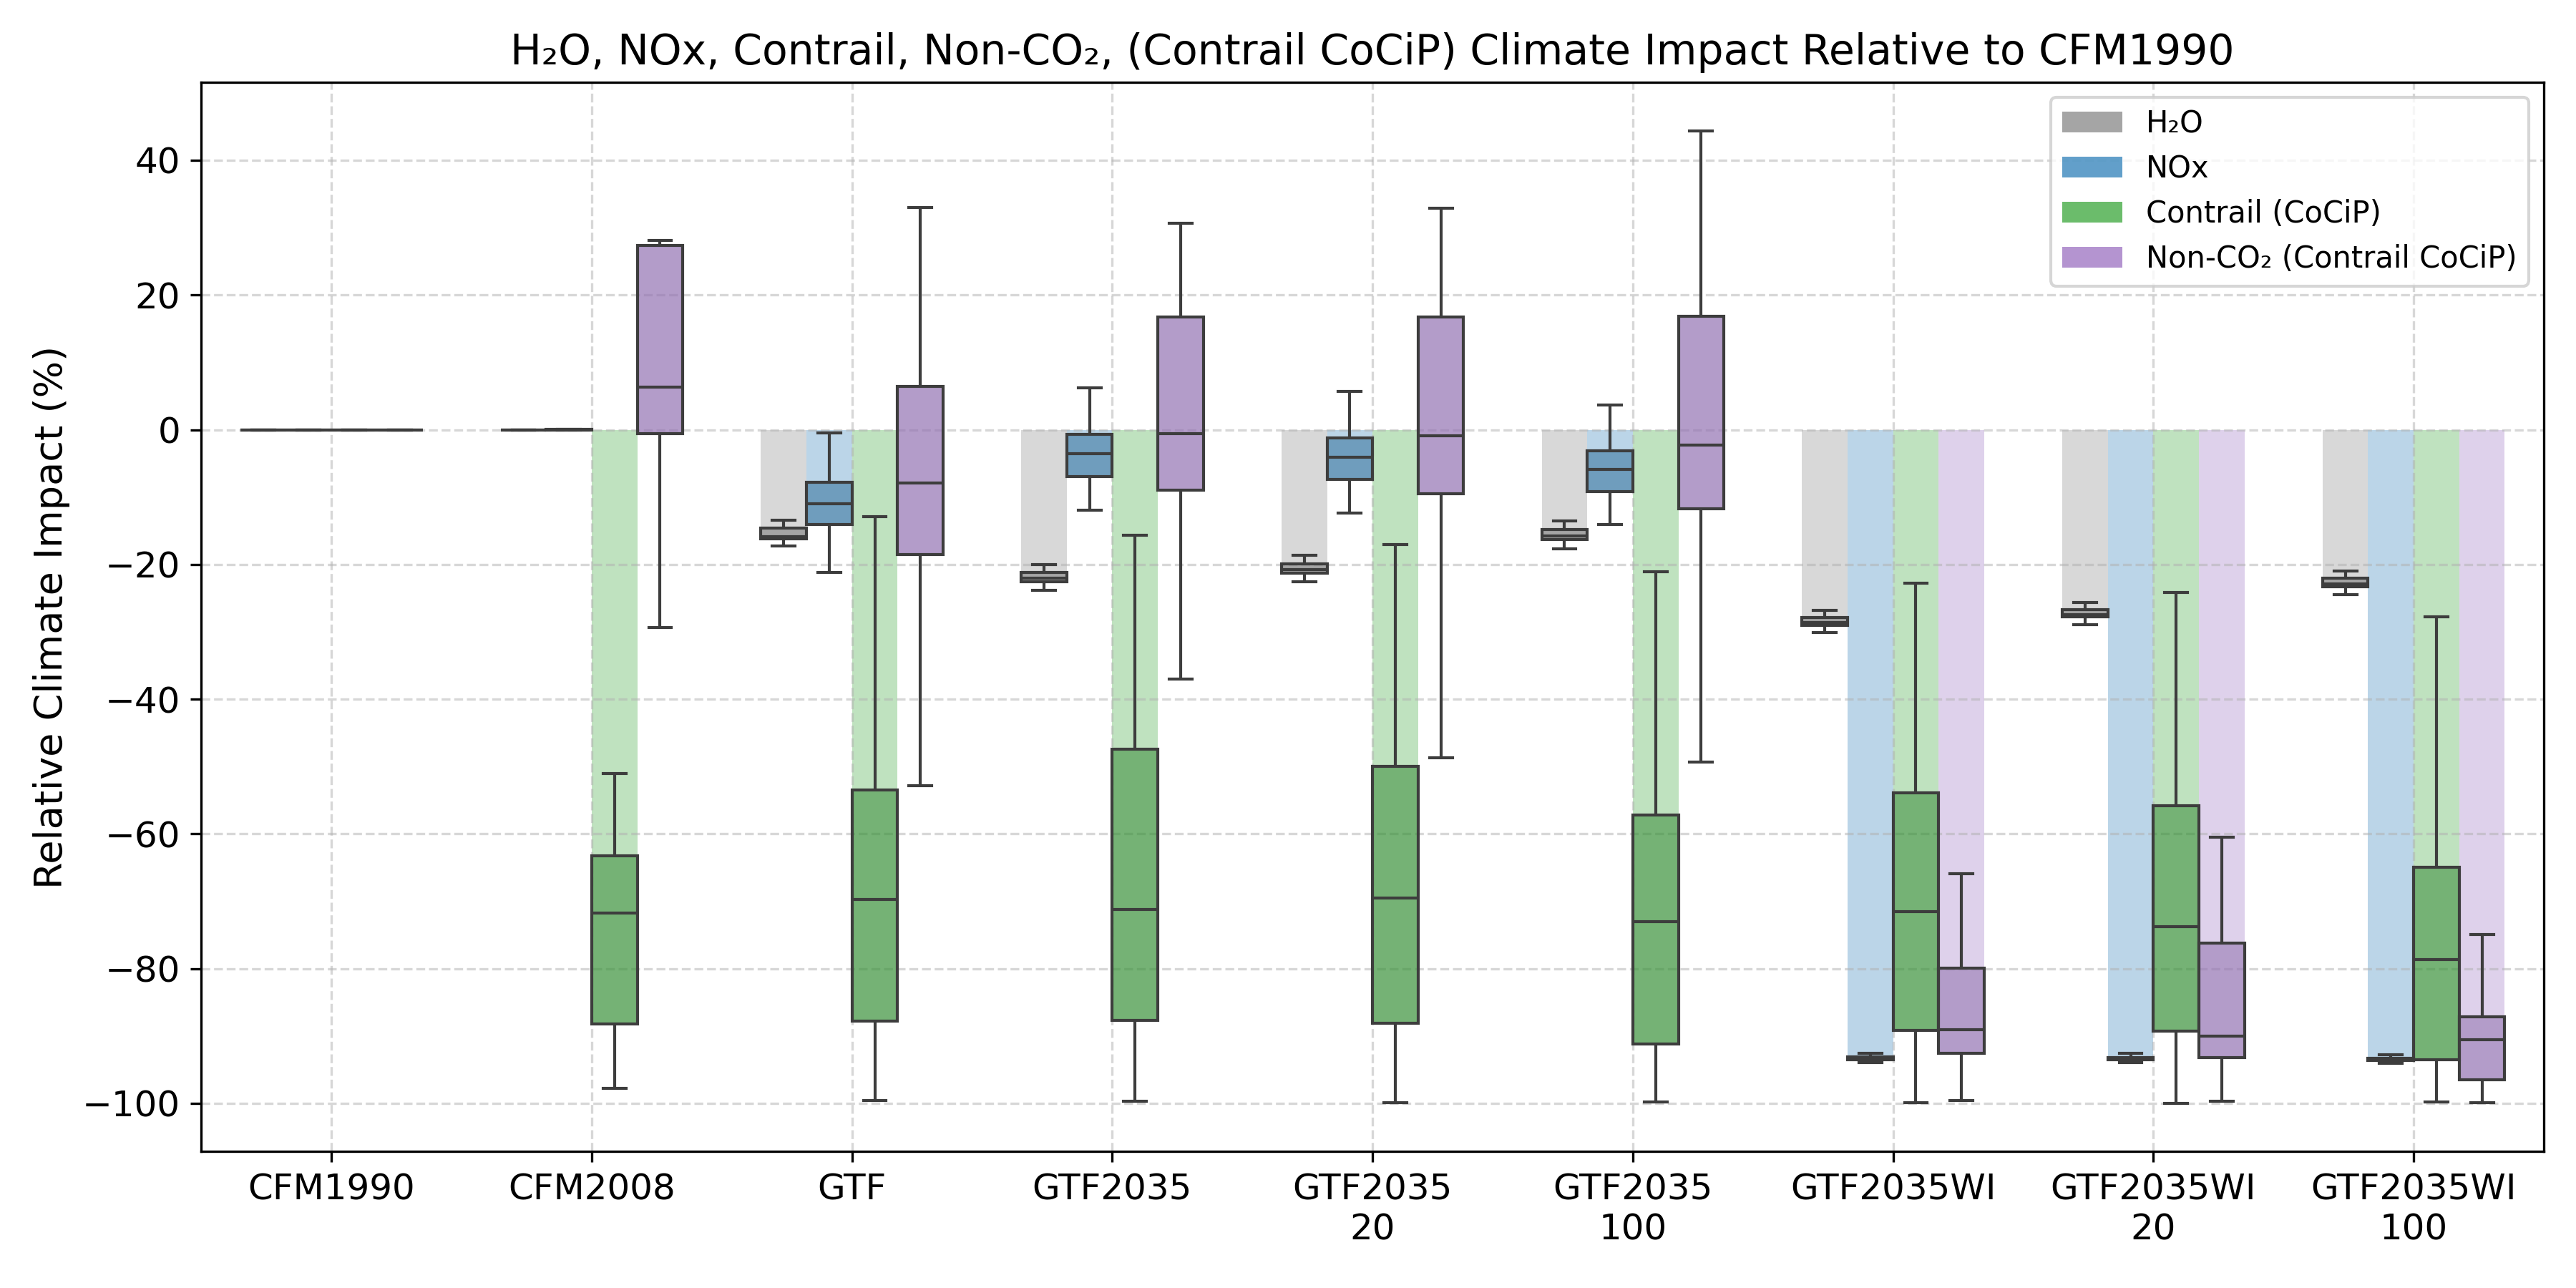 H₂O, NOx, Contrail, Non-CO₂, (Contrail CoCiP) Climate Impact Relative to CFM1990
H₂O
NOx
Contrail (CoCiP)
Non-CO₂ (Contrail CoCiP)
Relative Climate Impact (%)
40
20
0
−20
−40
−60
−80
−100
CFM1990
CFM2008
GTF
GTF2035
GTF2035
20
GTF2035
100
GTF2035WI
GTF2035WI
20
GTF2035WI
100